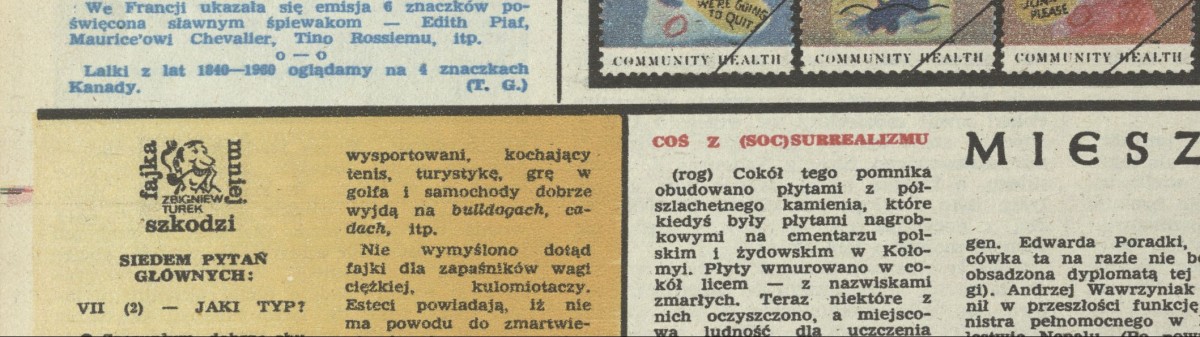 We Francji ukazała się emisja 6 znaczków po-
święcona sławnym śpiewakom — Edith Piaf,
Maurice'owi Chevalier, Tino Rossiemu, itp.
o — o
Lalki z lat 1840—1960 oglądamy na 4 znaczkach
Kanady. (T. G.)
WE'RE GOING
TO QUIT
PLEASE
COMMUNITY HEALTH
COMMUNITY HEALTH
COMMUNITY HEALTH
fajka
mniej
ZBIGNIEW
TUREK
szkodzi
SIEDEM PYTAŃ
GŁÓWNYCH:
VII (2) — JAKI TYP?
wysportowani, kochający
tenis, turystykę, grę w
golfa i samochody dobrze
wyjdą na bulldogach, ca-
dach, itp.
Nie wymyślono dotąd
fajki dla zapaśników wagi
ciężkiej, kulomiotaczy.
Esteci powiadają, iż nie
ma powodu do zmartwie-
COŚ Z (SOC)SURREALIZMU
(rog) Cokół tego pomnika
obudowano płytami z pół-
szlachetnego kamienia, które
kiedyś były płytami nagrob-
kowymi na cmentarzu pol-
skim i żydowskim w Koło-
myi. Płyty wmurowano w co-
kół licem — z nazwiskami
zmarłych. Teraz niektóre z
nich oczyszczono, a miejsco-
wa ludność dla uczczenia
MIESZ
gen. Edwarda Poradki,
cówka ta na razie nie b
obsadzona dyplomatą tej
gi). Andrzej Wawrzyniak
nił w przeszłości funkcję
nistra pełnomocnego w